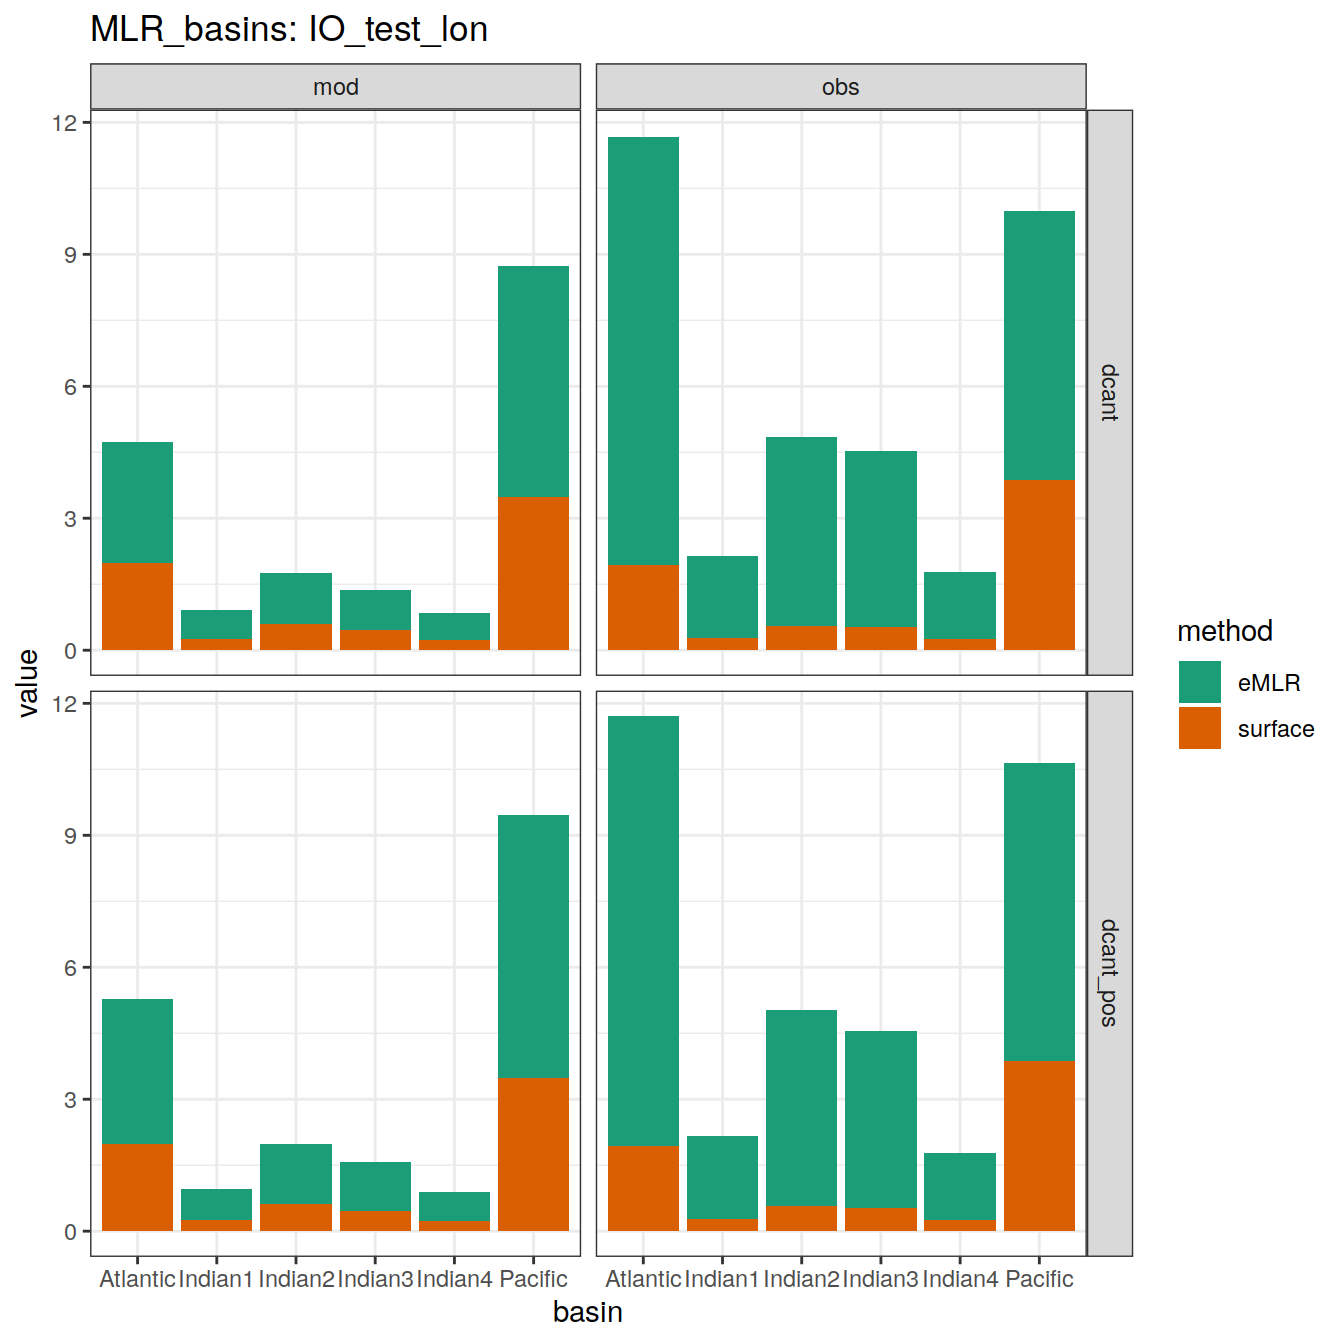 MLR_basins: IO_test_lon
mod
obs
12
9
6
3
0
dcant
value
12
9
6
3
0
dcant_pos
Atlantic Indian1 Indian2 Indian3 Indian4 Pacific
Atlantic Indian1 Indian2 Indian3 Indian4 Pacific
basin
method
eMLR
surface